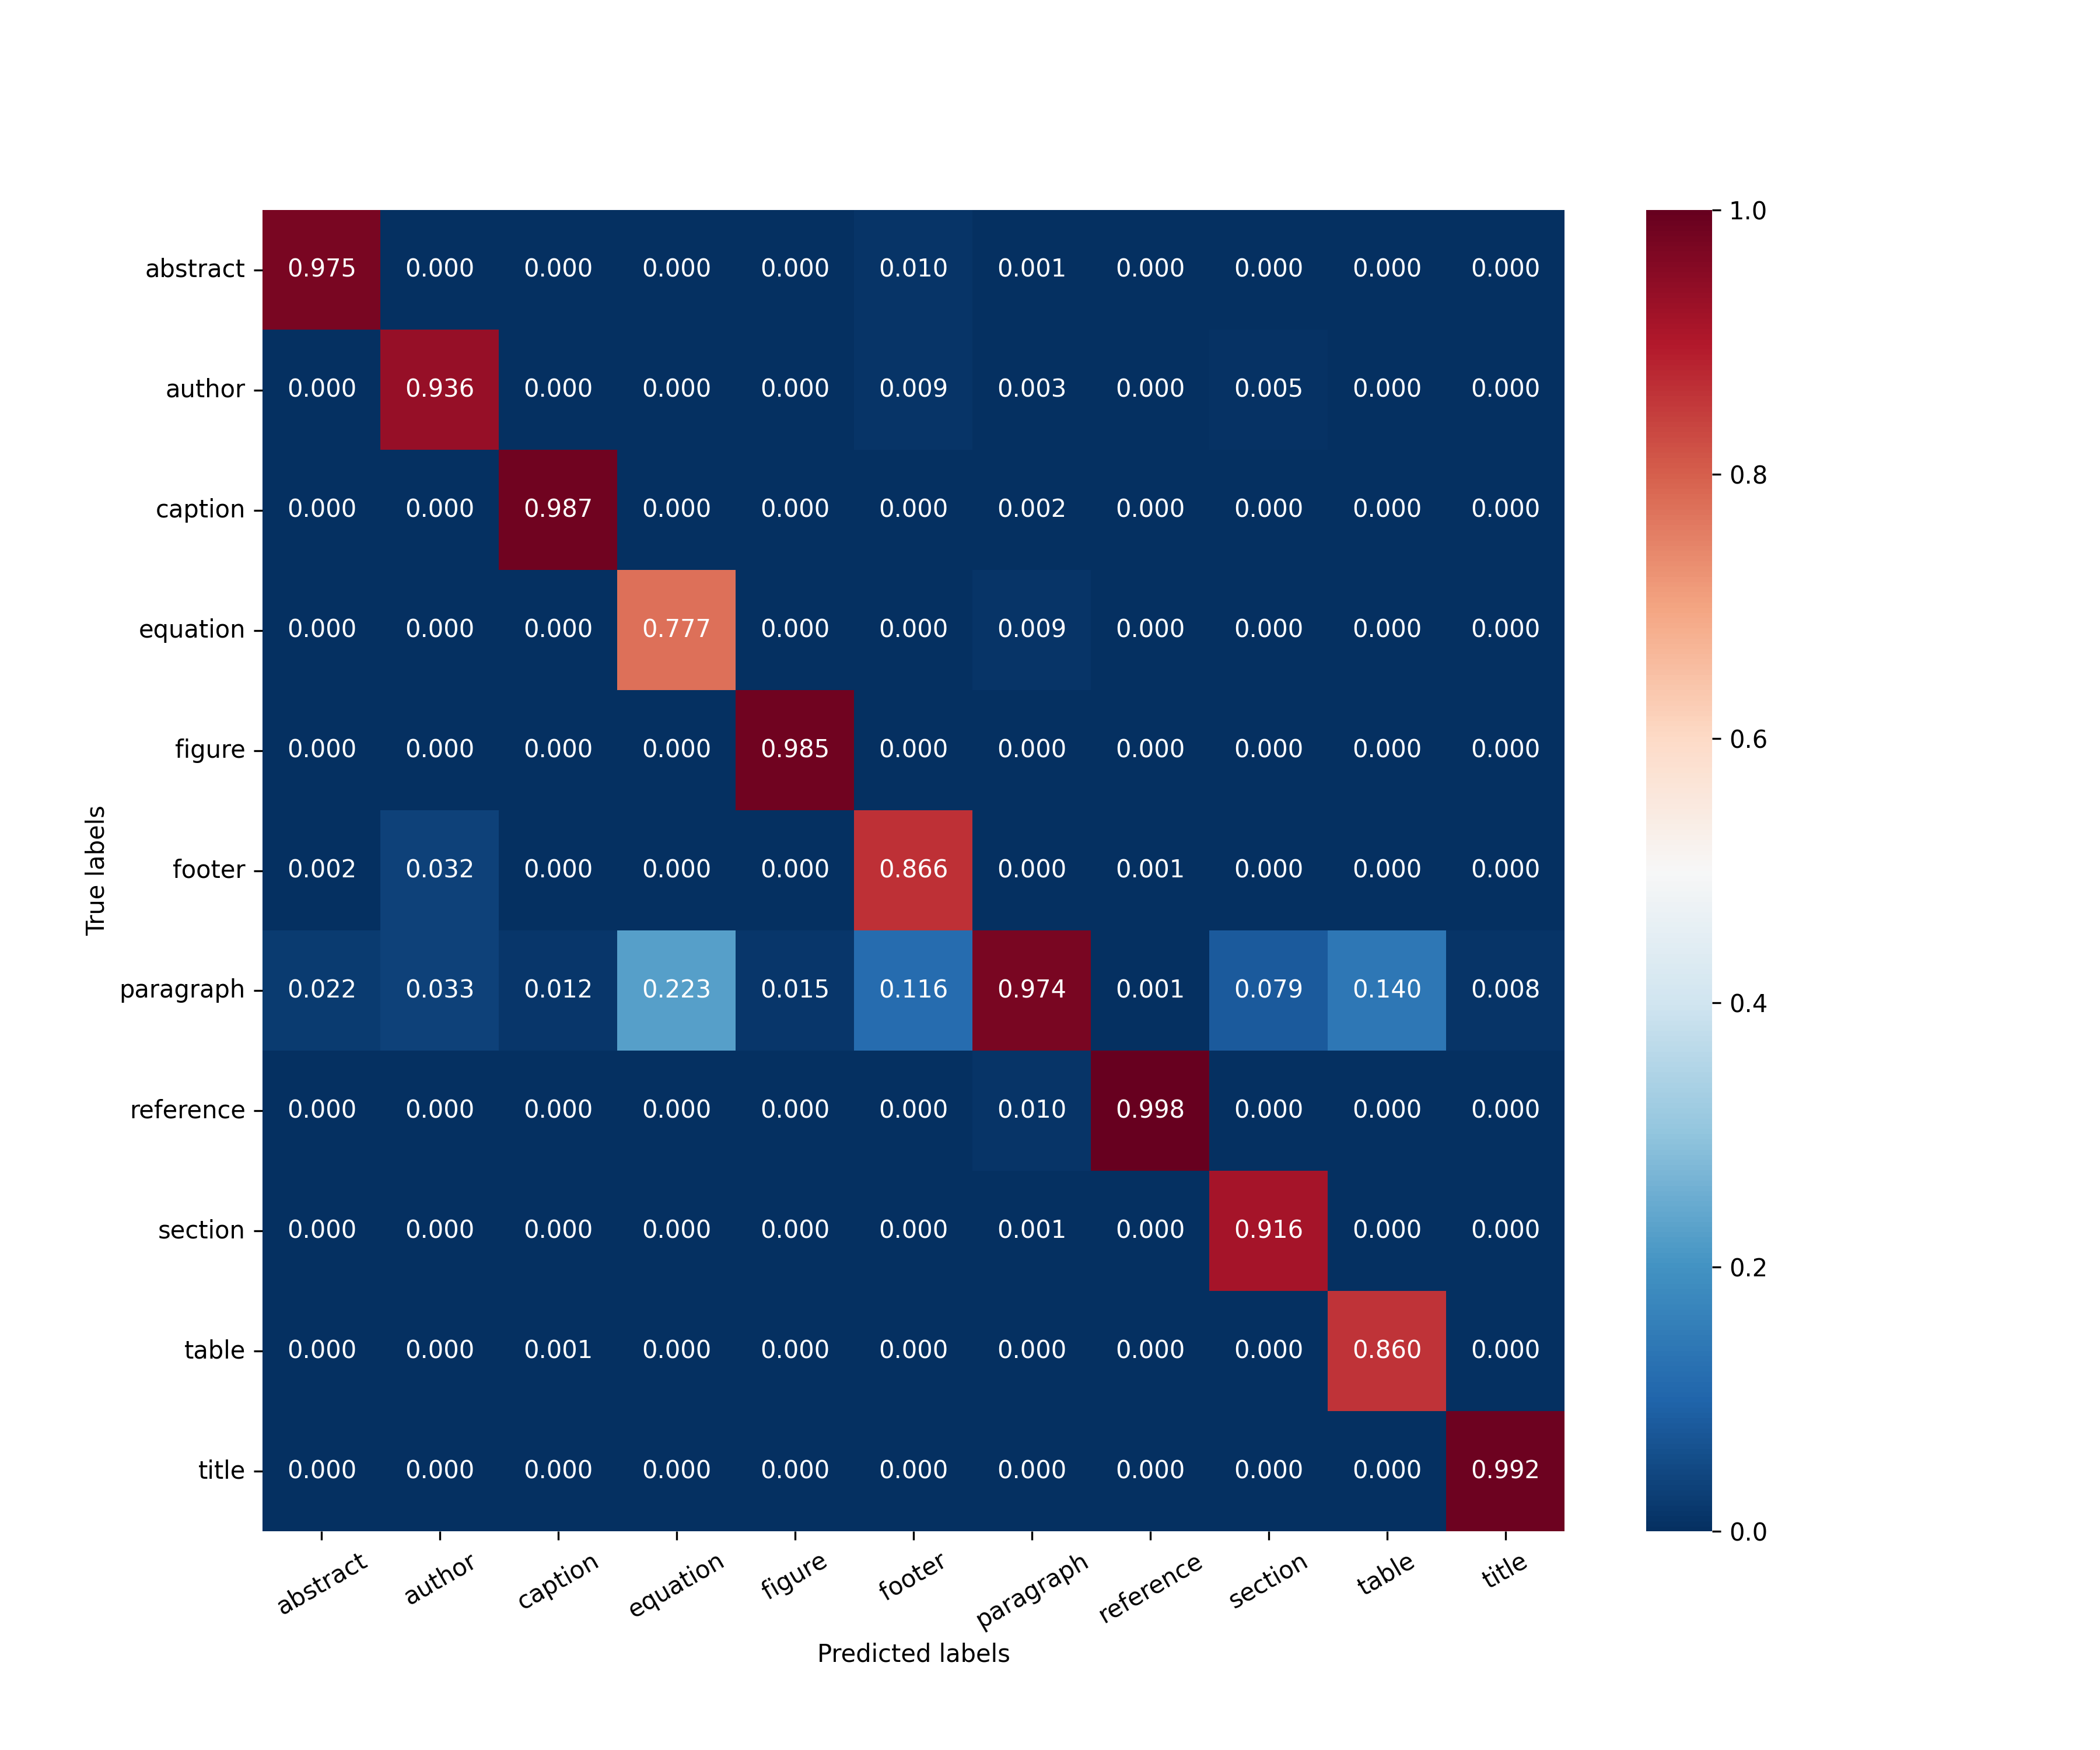 abstract 0.975 0.000 0.000 0.000 0.000 0.010 0.001 0.000 0.000 0.000 0.000
author 0.000 0.936 0.000 0.000 0.000 0.009 0.003 0.000 0.005 0.000 0.000
caption 0.000 0.000 0.987 0.000 0.000 0.000 0.002 0.000 0.000 0.000 0.000
equation 0.000 0.000 0.000 0.777 0.000 0.000 0.009 0.000 0.000 0.000 0.000
figure 0.000 0.000 0.000 0.000 0.985 0.000 0.000 0.000 0.000 0.000 0.000
footer 0.002 0.032 0.000 0.000 0.000 0.866 0.000 0.001 0.000 0.000 0.000
paragraph 0.022 0.033 0.012 0.223 0.015 0.116 0.974 0.001 0.079 0.140 0.008
reference 0.000 0.000 0.000 0.000 0.000 0.000 0.010 0.998 0.000 0.000 0.000
section 0.000 0.000 0.000 0.000 0.000 0.000 0.001 0.000 0.916 0.000 0.000
table 0.000 0.000 0.001 0.000 0.000 0.000 0.000 0.000 0.000 0.860 0.000
title 0.000 0.000 0.000 0.000 0.000 0.000 0.000 0.000 0.000 0.000 0.992
abstract author caption equation figure footer paragraph reference section table title
Predicted labels
True labels
1.0
0.8
0.6
0.4
0.2
0.0